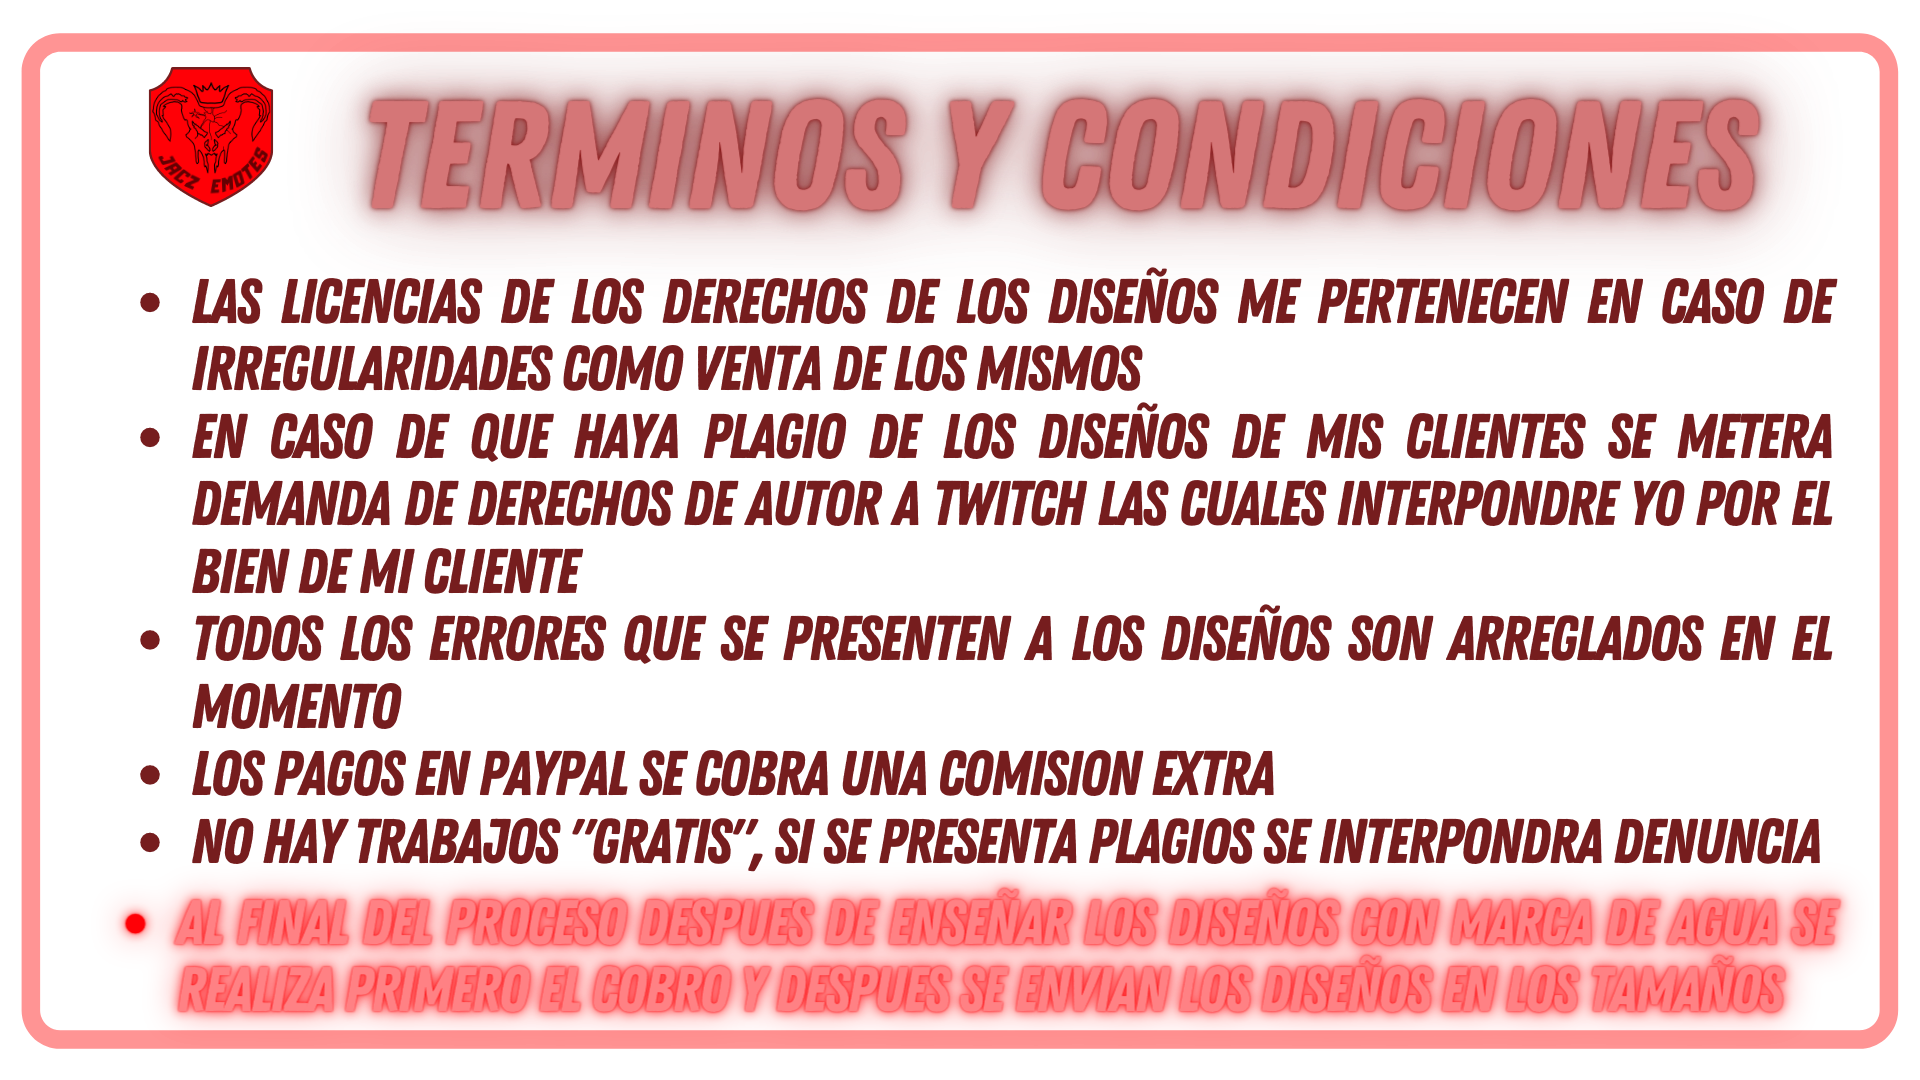 JACZ EMOTES
TERMINOS Y CONDICIONES
• LAS LICENCIAS DE LOS DERECHOS DE LOS DISEÑOS ME PERTENECEN EN CASO DE
IRREGULARIDADES COMO VENTA DE LOS MISMOS
• EN CASO DE QUE HAYA PLAGIO DE LOS DISEÑOS DE MIS CLIENTES SE METERA
DEMANDA DE DERECHOS DE AUTOR A TWITCH LAS CUALES INTERPONDRE YO POR EL
BIEN DE MI CLIENTE
• TODOS LOS ERRORES QUE SE PRESENTEN A LOS DISEÑOS SON ARREGLADOS EN EL
MOMENTO
• LOS PAGOS EN PAYPAL SE COBRA UNA COMISION EXTRA
• NO HAY TRABAJOS "GRATIS", SI SE PRESENTA PLAGIOS SE INTERPONDRA DENUNCIA
• AL FINAL DEL PROCESO DESPUES DE ENSEÑAR LOS DISEÑOS CON MARCA DE AGUA SE
REALIZA PRIMERO EL COBRO Y DESPUES SE ENVIAN LOS DISEÑOS EN LOS TAMAÑOS